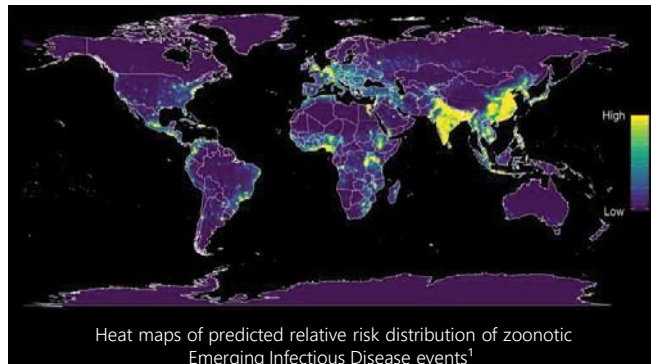 High
Low
Heat maps of predicted relative risk distribution of zoonotic
Emerging Infectious Disease events¹